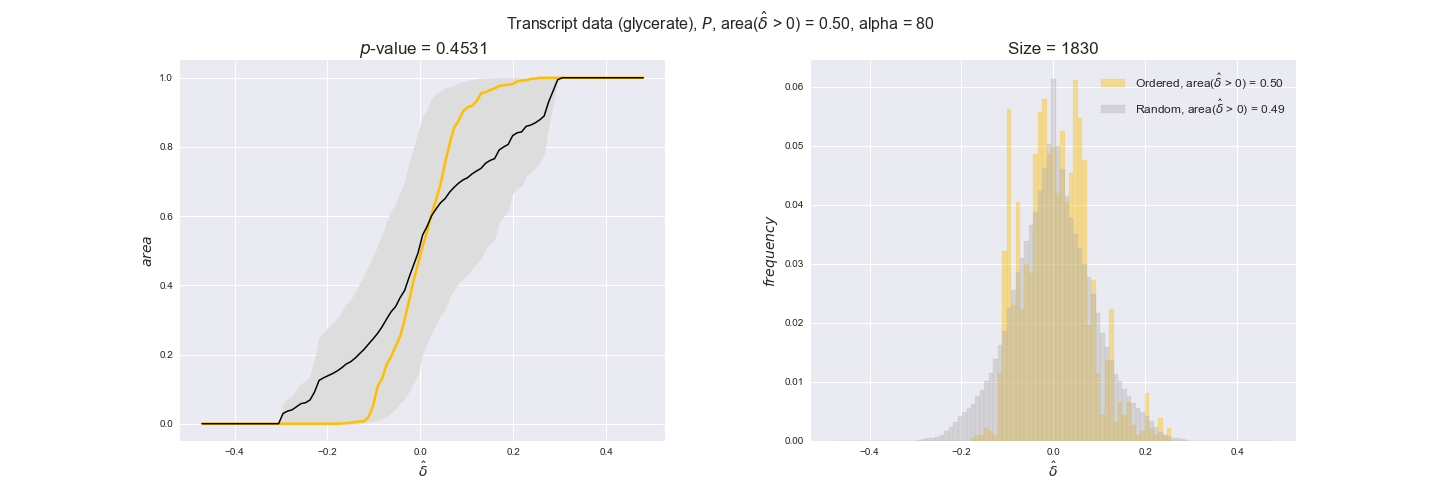 Transcript data (glycerate), P, area(δ̂ > 0) = 0.50, alpha = 80
p-value = 0.4531
1.0
0.8
0.6
0.4
0.2
0.0
area
−0.4 −0.2 0.0 0.2 0.4
δ̂
Size = 1830
Ordered, area(δ̂ > 0) = 0.50
Random, area(δ̂ > 0) = 0.49
0.06
0.05
0.04
0.03
0.02
0.01
0.00
frequency
−0.4 −0.2 0.0 0.2 0.4
δ̂